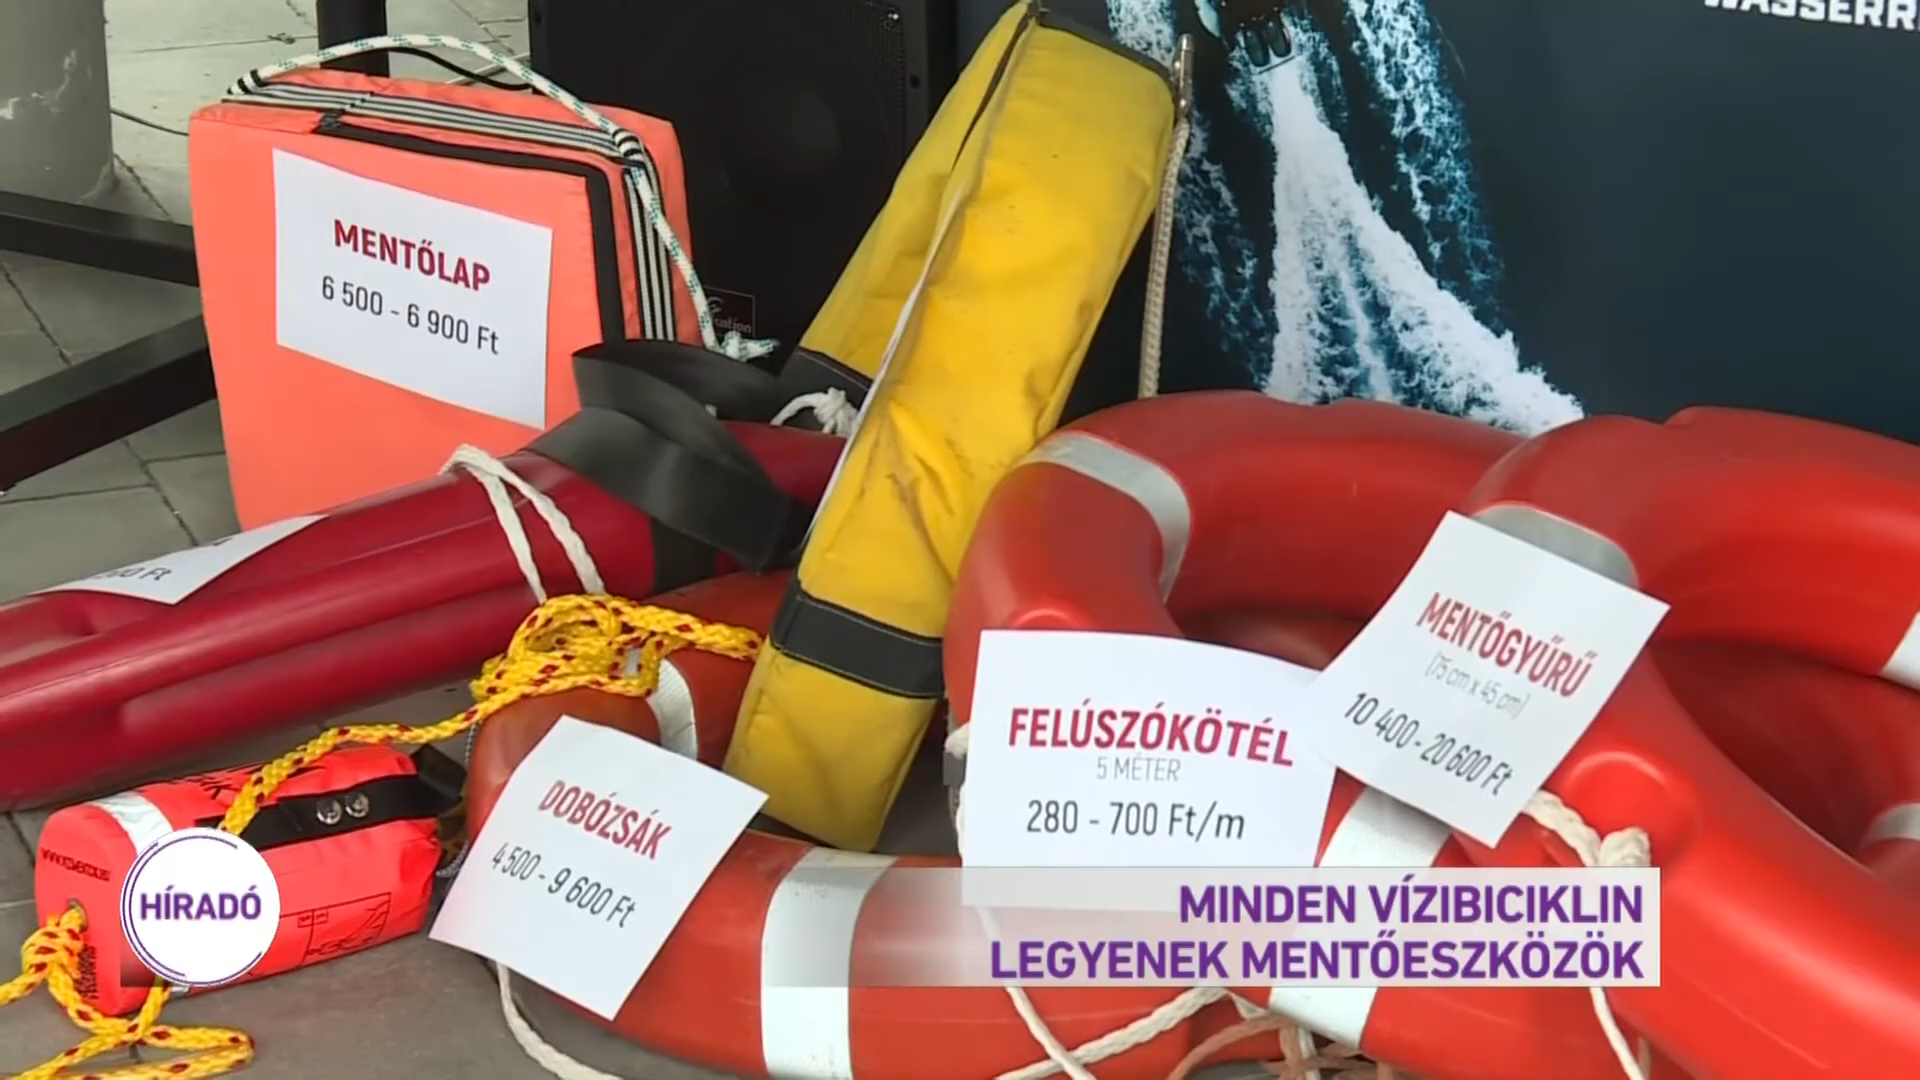 WASSERR
MENTŐLAP
6 500 - 6 900 Ft
MENTŐGYŰRŰ
(75 cm x 45 cm)
10 400 - 20 600 Ft
FELÚSZÓKÖTÉL
5 MÉTER
280 - 700 Ft/m
DOBÓZSÁK
4 500 - 9 600 Ft
HÍRADÓ
MINDEN VÍZIBICIKLIN
LEGYENEK MENTŐESZKÖZÖK